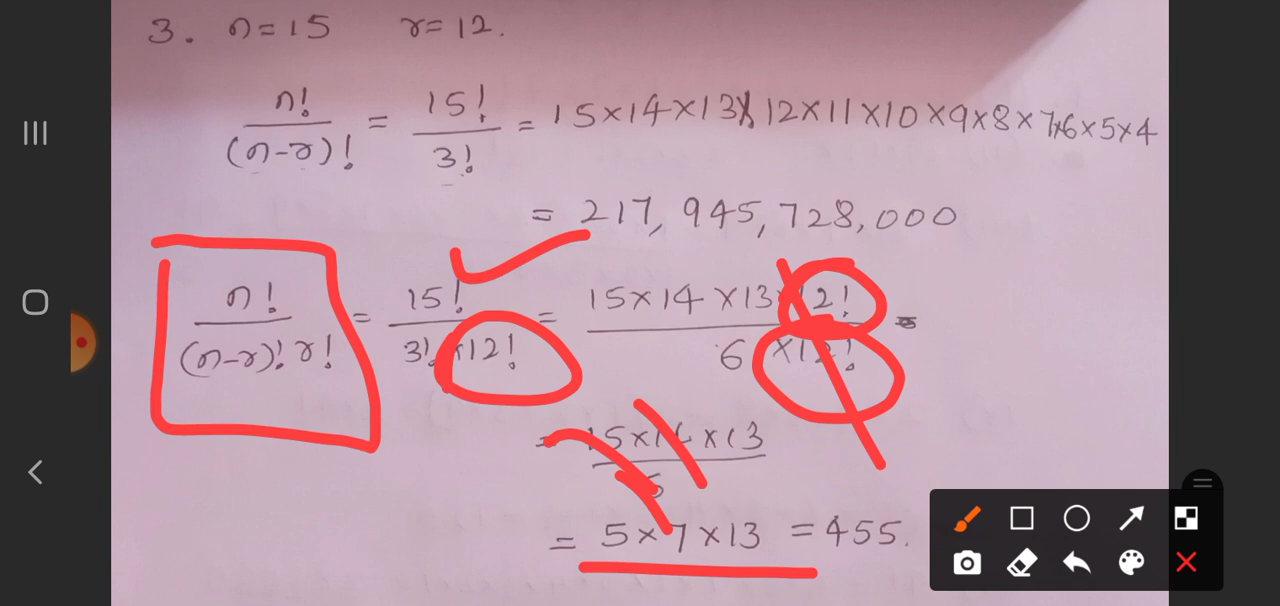 3. n=15 r=12.
n!/(n-r)! = 15!/3! = 15×14×13×12×11×10×9×8×7×6×5×4
= 217,945,728,000
n!/(n-r)! r! = 15!/3!×12! = 15×14×13×12!/6×12! =
= 15×14×13/6
= 5×7×13 = 455.